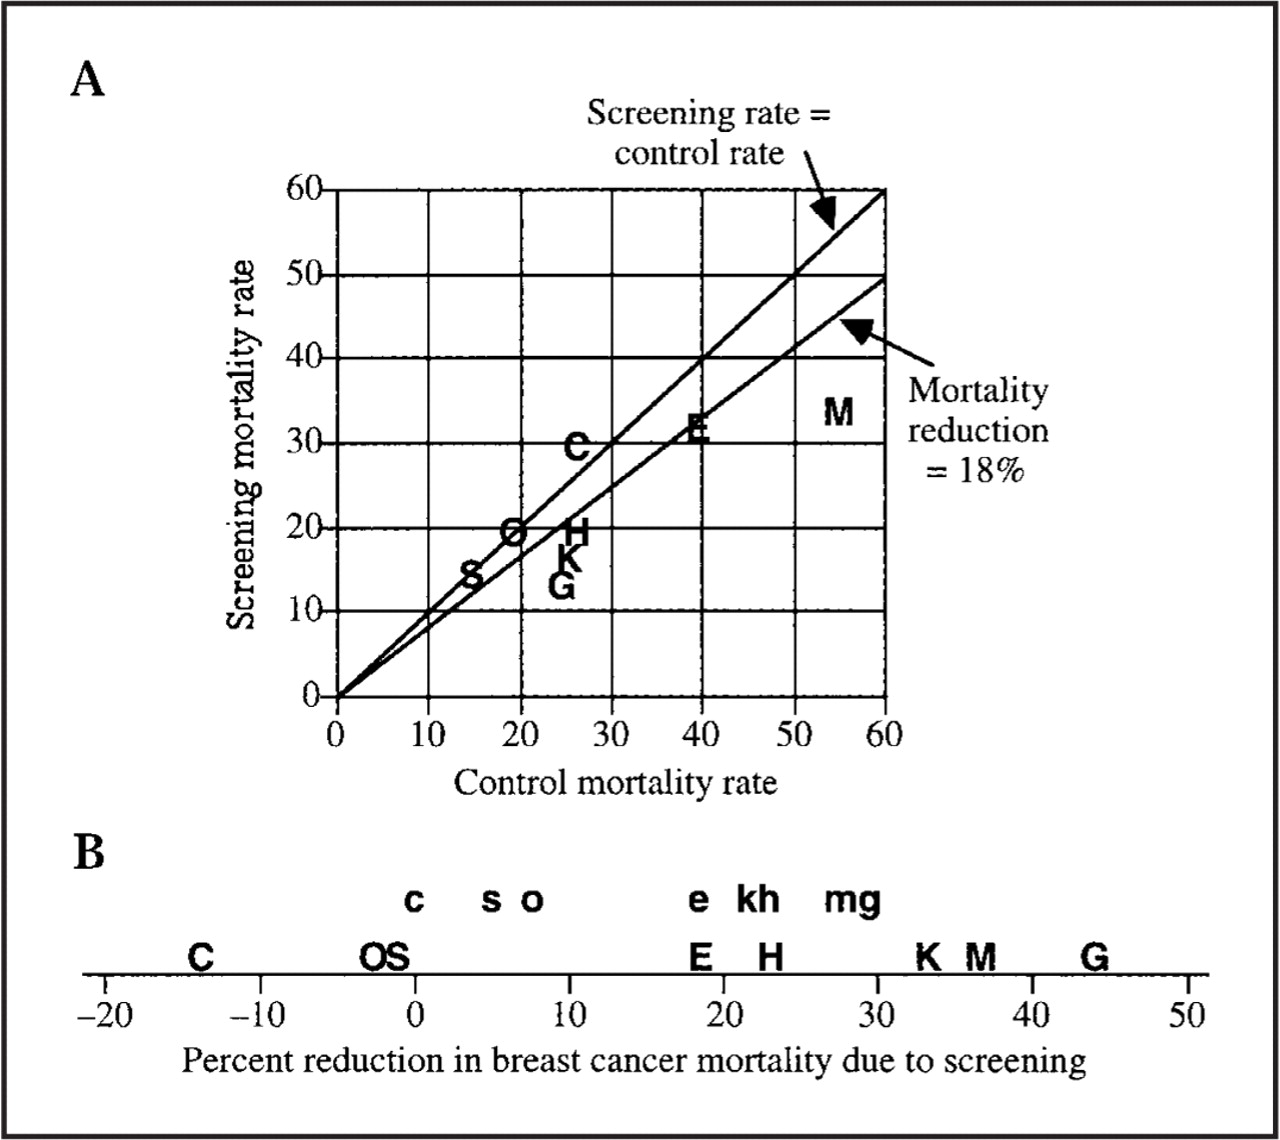 A
Screening rate =
control rate
60
50
40
30
20
10
0
Screening mortality rate
C
E
M
O
H
S
K
G
Mortality
reduction
= 18%
0 10 20 30 40 50 60
Control mortality rate
B
c s o e kh mg
C OS E H K M G
–20 –10 0 10 20 30 40 50
Percent reduction in breast cancer mortality due to screening